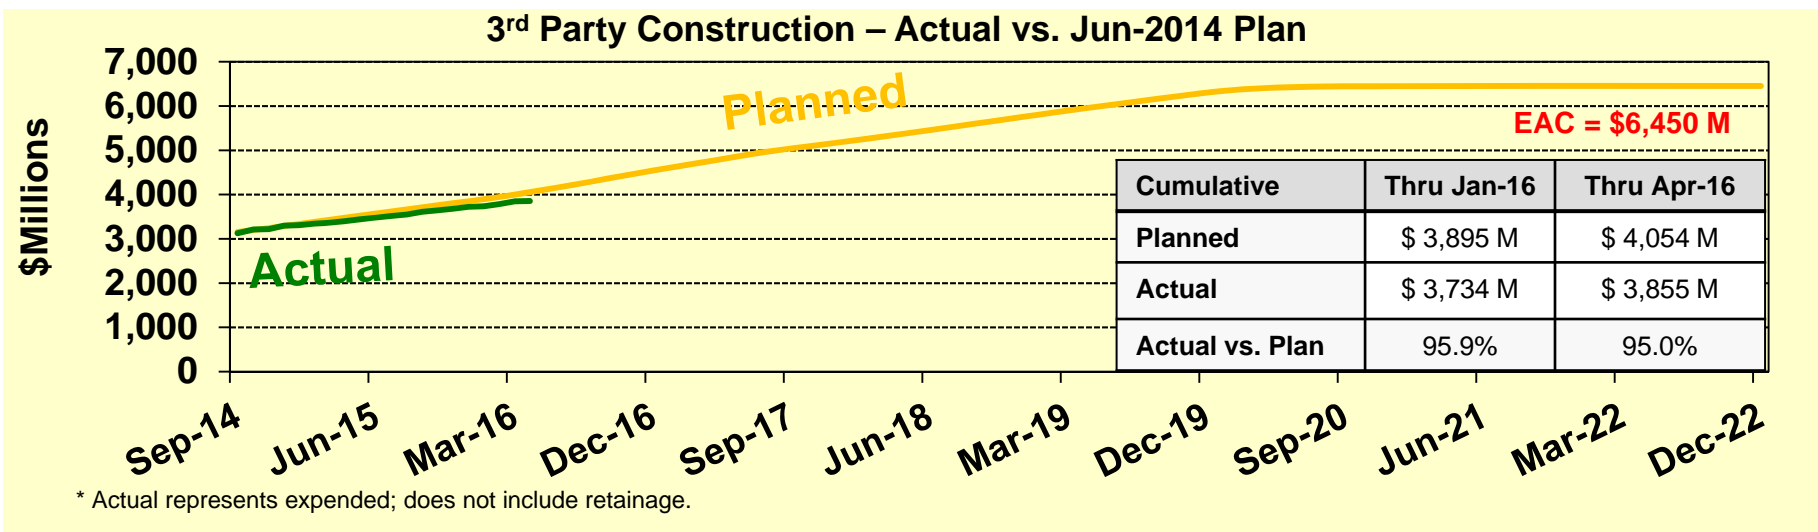 3rd Party Construction – Actual vs. Jun-2014 Plan
$Millions
7,000
6,000
5,000
4,000
3,000
2,000
1,000
0
Planned
Actual
EAC = $6,450 M
Cumulative Thru Jan-16 Thru Apr-16
Planned $ 3,895 M $ 4,054 M
Actual $ 3,734 M $ 3,855 M
Actual vs. Plan 95.9% 95.0%
Sep-14 Jun-15 Mar-16 Dec-16 Sep-17 Jun-18 Mar-19 Dec-19 Sep-20 Jun-21 Mar-22 Dec-22
* Actual represents expended; does not include retainage.